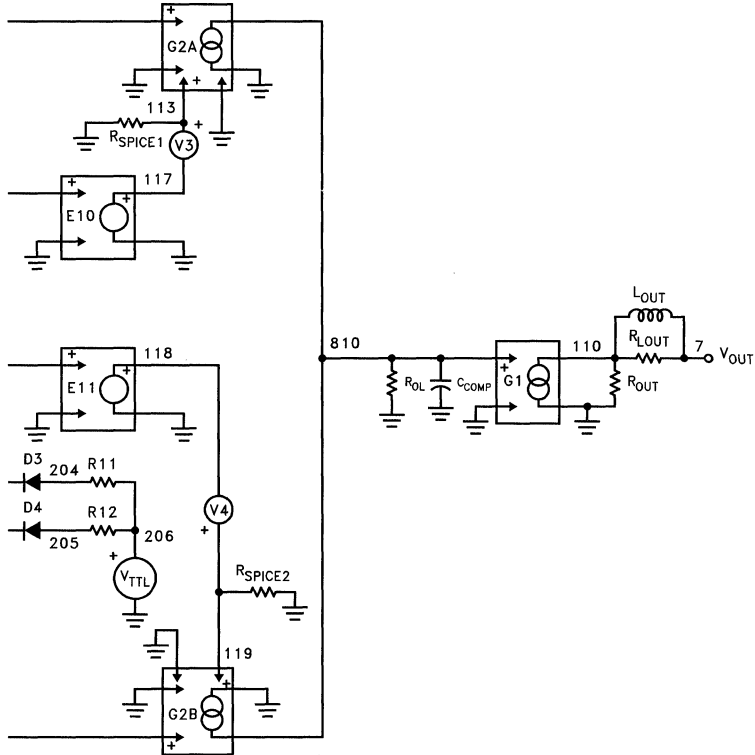 +
G2A
+
113
+
RSPICE1
V3
117
+
+
E10
LOUT
118
810
RLOUT
110
7
VOUT
+
+
E11
ROL
CCOMP
+
G1
ROUT
D3
204
R11
D4
R12
V4
205
206
+
+
VTTL
RSPICE2
119
+
G2B
+